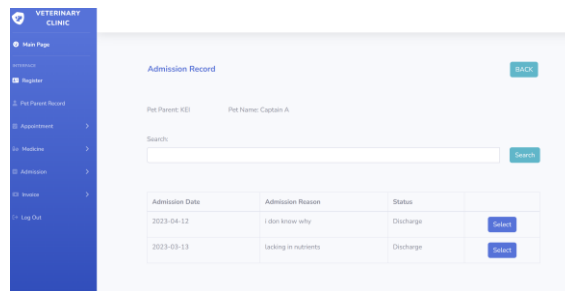 VETERINARY
CLINIC
Main Page
INTERFACE
Register
Pet Parent Record
Appointment
Medicine
Admission
Invoice
Log Out
Admission Record
BACK
Pet Parent: KEI Pet Name: Captain A
Search:
Search
Admission Date Admission Reason Status
2023-04-12 i don know why Discharge Select
2023-03-13 lacking in nutrients Discharge Select